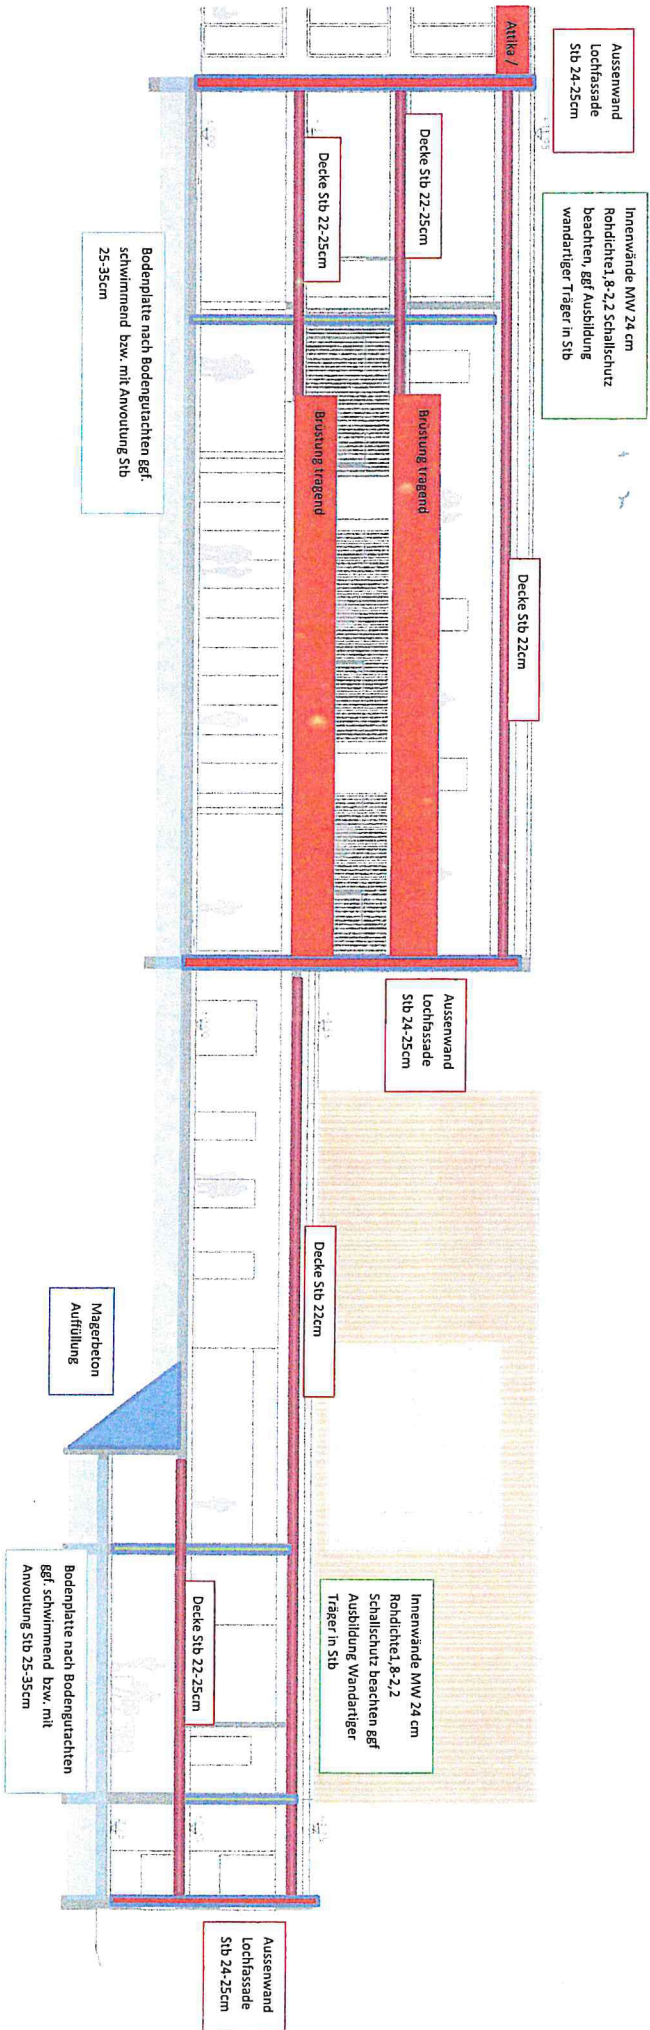 Aussenwand
Lochfassade
Stb 24-25cm
Innenwände MW 24 cm
Rohdichte1,8-2,2 Schallschutz
beachten, ggf Ausbildung
wandartiger Träger in Stb
Attika /
Decke Stb 22-25cm
Decke Stb 22-25cm
Decke Stb 22cm
Brüstung tragend
Brüstung tragend
Bodenplatte nach Bodengutachten ggf.
schwimmend bzw. mit Anvoutung Stb
25-35cm
Aussenwand
Lochfassade
Stb 24-25cm
Decke Stb 22cm
Magerbeton
Auffüllung
Innenwände MW 24 cm
Rohdichte1,8-2,2
Schallschutz beachten ggf
Ausbildung Wandartiger
Träger in Stb
Decke Stb 22-25cm
Bodenplatte nach Bodengutachten
ggf. schwimmend bzw. mit
Anvoutung Stb 25-35cm
Aussenwand
Lochfassade
Stb 24-25cm